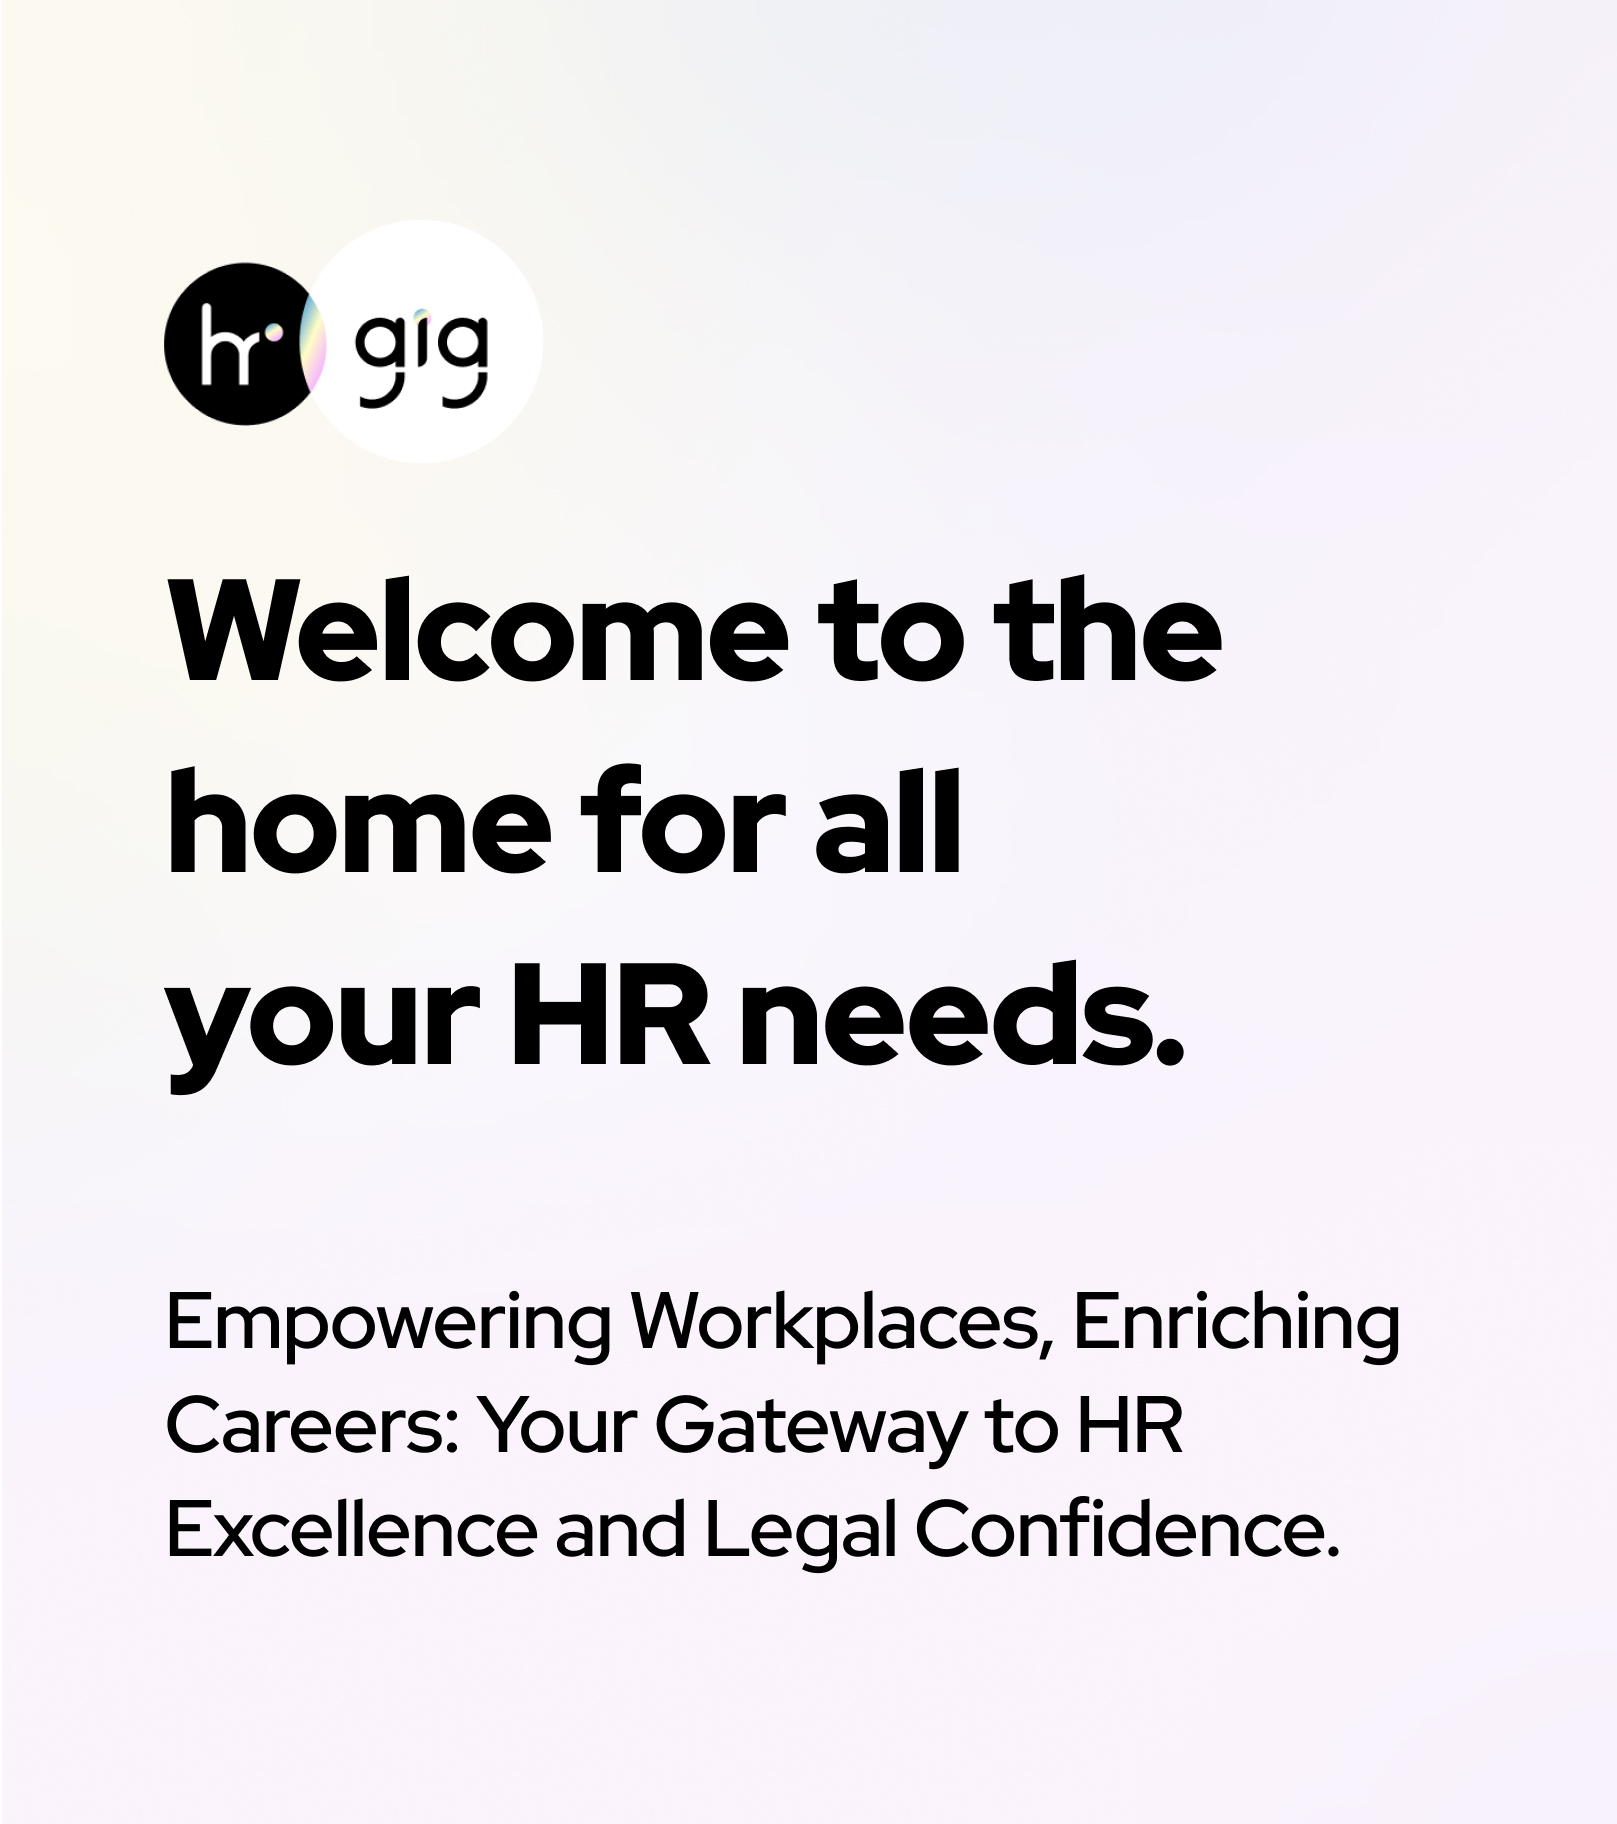 hr gig
Welcome to the
home for all
your HR needs.
Empowering Workplaces, Enriching
Careers: Your Gateway to HR
Excellence and Legal Confidence.